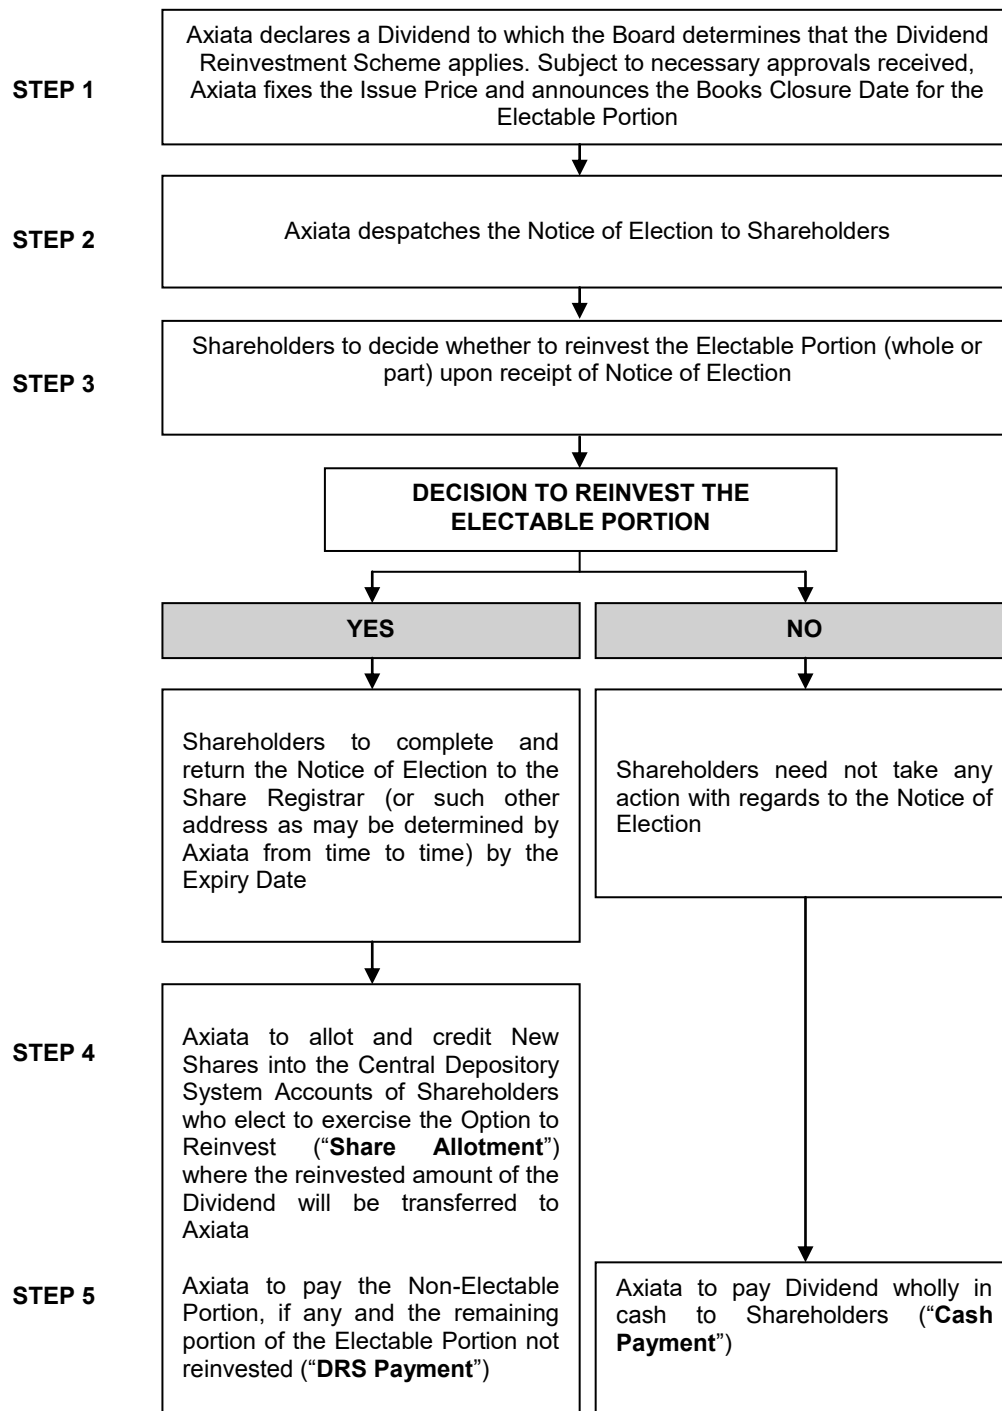 Axiata declares a Dividend to which the Board determines that the Dividend
Reinvestment Scheme applies. Subject to necessary approvals received,
STEP 1
Axiata fixes the Issue Price and announces the Books Closure Date for the
Electable Portion
STEP 2
Axiata despatches the Notice of Election to Shareholders
Shareholders to decide whether to reinvest the Electable Portion (whole or
part) upon receipt of Notice of Election
STEP 3
DECISION TO REINVEST THE
ELECTABLE PORTION
YES
NO
Shareholders to complete and
return the Notice of Election to the
Share Registrar (or such other
address as may be determined by
Axiata from time to time) by the
Expiry Date
Shareholders need not take any
action with regards to the Notice of
Election
STEP 4
Axiata to allot and credit New
Shares into the Central Depository
System Accounts of Shareholders
who elect to exercise the Option to
Reinvest (“Share Allotment”)
where the reinvested amount of the
Dividend will be transferred to
Axiata
STEP 5
Axiata to pay the Non-Electable
Portion, if any and the remaining
portion of the Electable Portion not
reinvested (“DRS Payment”)
Axiata to pay Dividend wholly in
cash to Shareholders (“Cash
Payment”)